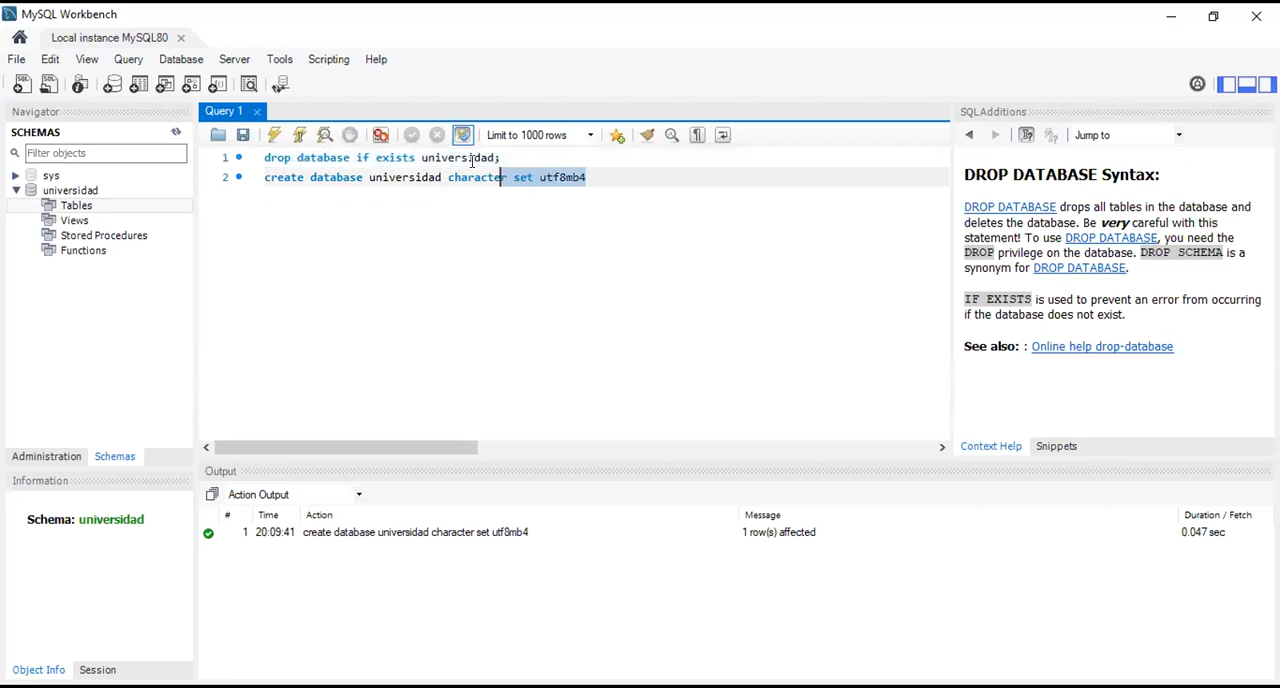 MySQL Workbench
Local instance MySQL80
File Edit View Query Database Server Tools Scripting Help
Navigator
SCHEMAS
Filter objects
sys
universidad
Tables
Views
Stored Procedures
Functions
Administration Schemas
Information
Schema: universidad
Object Info Session
Query 1
Limit to 1000 rows
1 drop database if exists universidad;
2 create database universidad character set utf8mb4
SQLAdditions
Jump to
DROP DATABASE Syntax:
DROP DATABASE drops all tables in the database and
deletes the database. Be very careful with this
statement! To use DROP DATABASE, you need the
DROP privilege on the database. DROP SCHEMA is a
synonym for DROP DATABASE.
IF EXISTS is used to prevent an error from occurring
if the database does not exist.
See also: : Online help drop-database
Context Help Snippets
Output
Action Output
# Time Action Message Duration / Fetch
1 20:09:41 create database universidad character set utf8mb4 1 row(s) affected 0.047 sec